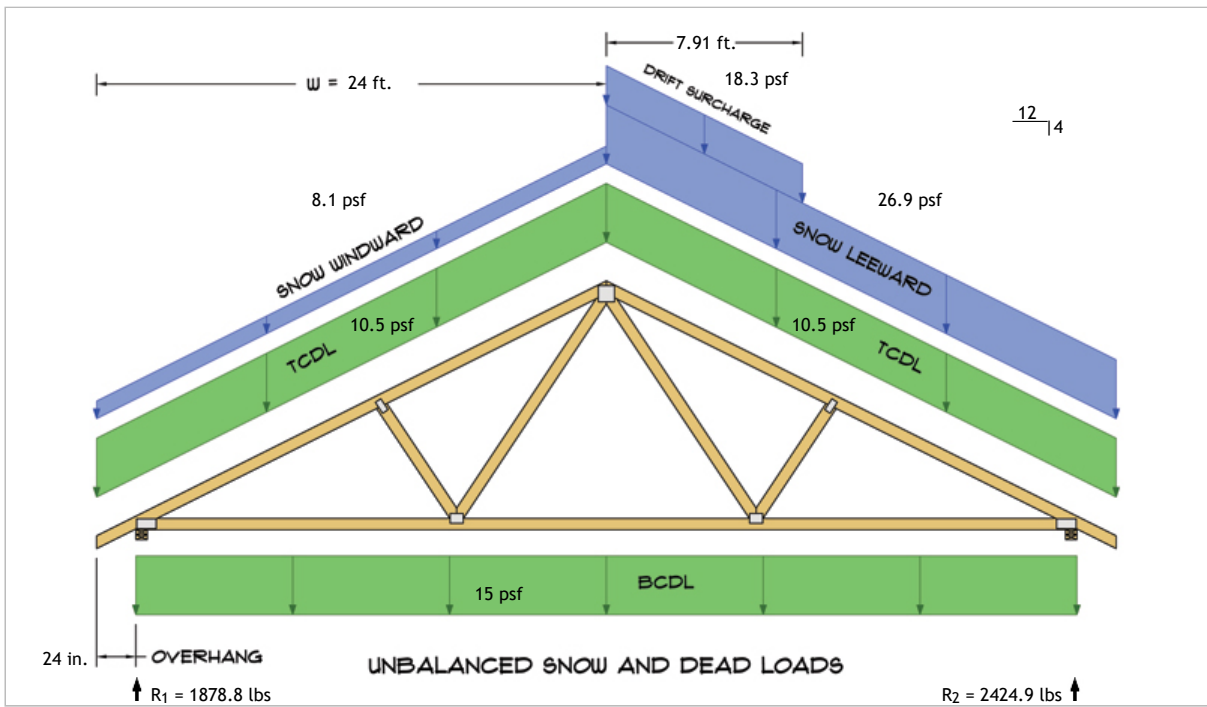 7.91 ft.
W = 24 ft.
DRIFT SURCHARGE
18.3 psf
12
4
8.1 psf
26.9 psf
SNOW WINDWARD
SNOW LEEWARD
10.5 psf
10.5 psf
TCDL
TCDL
BCDL
15 psf
24 in.
OVERHANG
UNBALANCED SNOW AND DEAD LOADS
R1 = 1878.8 lbs
R2 = 2424.9 lbs